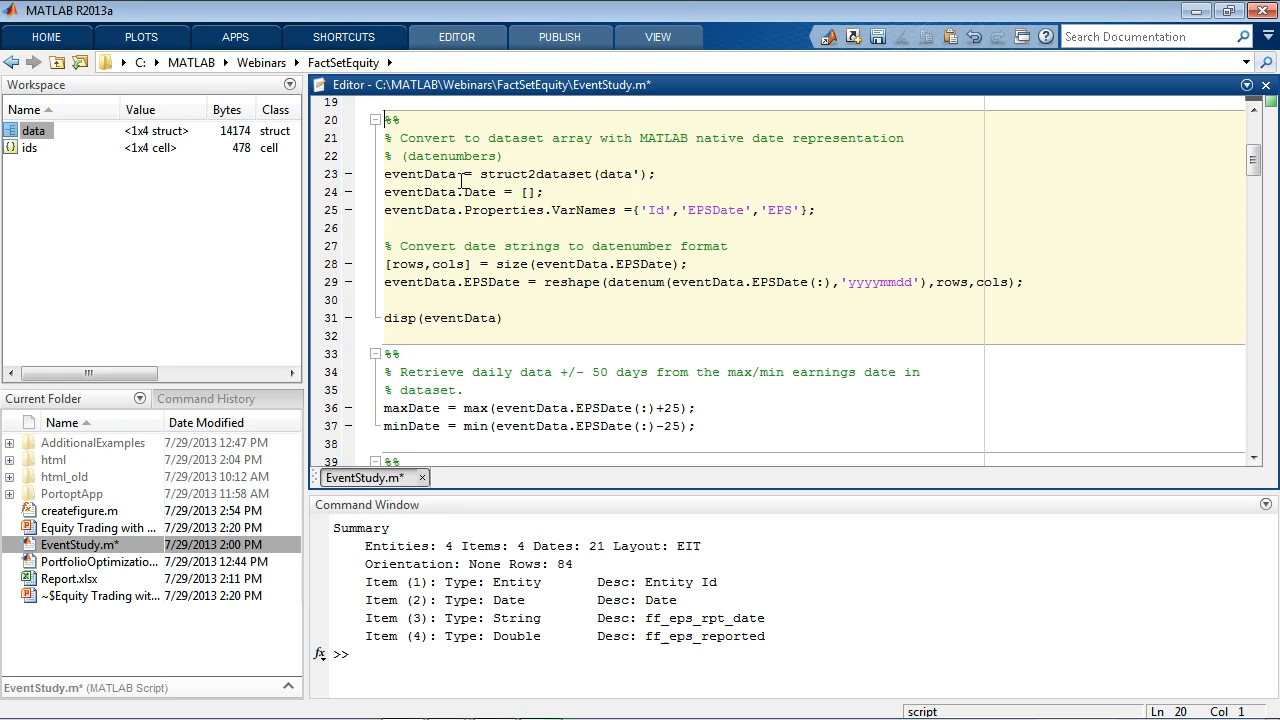 MATLAB R2013a
HOME PLOTS APPS SHORTCUTS EDITOR PUBLISH VIEW Search Documentation
C: MATLAB Webinars FactSetEquity
Workspace
Name Value Bytes Class
data <1x4 struct> 14174 struct
ids <1x4 cell> 478 cell
Current Folder Command History
Name Date Modified
AdditionalExamples 7/29/2013 12:47 PM
html 7/29/2013 2:04 PM
html_old 7/29/2013 10:12 AM
PortoptApp 7/29/2013 11:58 AM
createfigure.m 7/29/2013 2:54 PM
Equity Trading with ... 7/29/2013 2:20 PM
EventStudy.m* 7/29/2013 2:00 PM
PortfolioOptimizatio... 7/29/2013 12:44 PM
Report.xlsx 7/29/2013 2:11 PM
~$Equity Trading wit... 7/29/2013 2:20 PM
EventStudy.m* (MATLAB Script)
Editor - C:\MATLAB\Webinars\FactSetEquity\EventStudy.m*
19
20 %%
21 % Convert to dataset array with MATLAB native date representation
22 % (datenumbers)
23 eventData = struct2dataset(data');
24 eventData.Date = [];
25 eventData.Properties.VarNames ={'Id','EPSDate','EPS'};
26
27 % Convert date strings to datenumber format
28 [rows,cols] = size(eventData.EPSDate);
29 eventData.EPSDate = reshape(datenum(eventData.EPSDate(:),'yyyymmdd'),rows,cols);
30
31 disp(eventData)
32
33 %%
34 % Retrieve daily data +/- 50 days from the max/min earnings date in
35 % dataset.
36 maxDate = max(eventData.EPSDate(:)+25);
37 minDate = min(eventData.EPSDate(:)-25);
38
39 %%
EventStudy.m*
Command Window
Summary
Entities: 4 Items: 4 Dates: 21 Layout: EIT
Orientation: None Rows: 84
Item (1): Type: Entity Desc: Entity Id
Item (2): Type: Date Desc: Date
Item (3): Type: String Desc: ff_eps_rpt_date
Item (4): Type: Double Desc: ff_eps_reported
fx >>
script Ln 20 Col 1